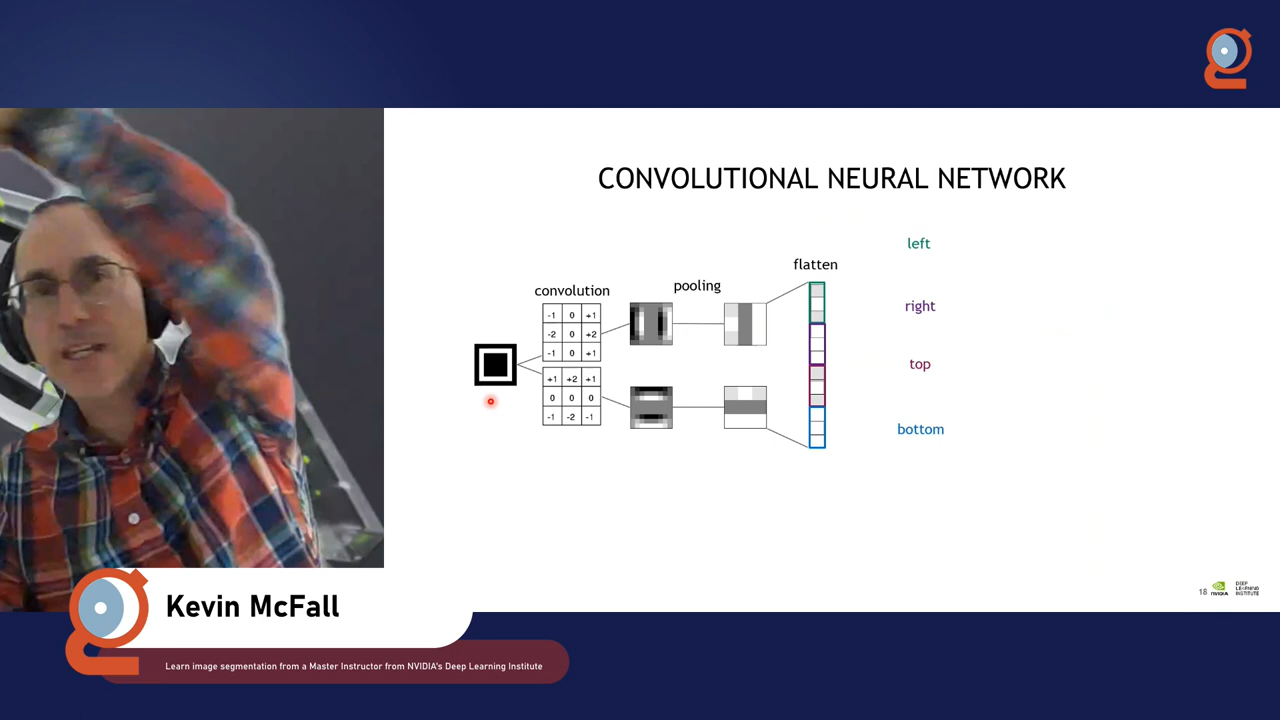 CONVOLUTIONAL NEURAL NETWORK
left
flatten
pooling
convolution
-1 0 +1
-2 0 +2
-1 0 +1
right
top
+1 +2 +1
0 0 0
-1 -2 -1
bottom
18
NVIDIA
DEEP
LEARNING
INSTITUTE
Kevin McFall
Learn image segmentation from a Master Instructor from NVIDIA's Deep Learning Institute